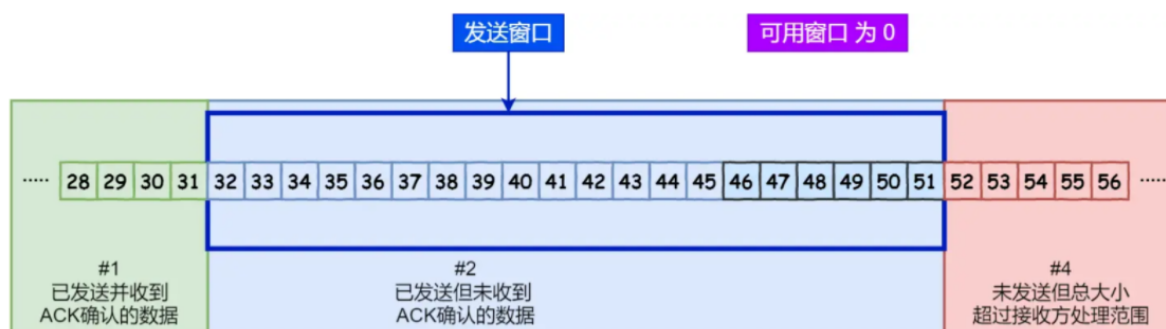 发送窗口
可用窗口 为 0
..... 28 29 30 31 32 33 34 35 36 37 38 39 40 41 42 43 44 45 46 47 48 49 50 51 52 53 54 55 56 .....
#1
已发送并收到
ACK确认的数据
#2
已发送但未收到
ACK确认的数据
#4
未发送但总大小
超过接收方处理范围